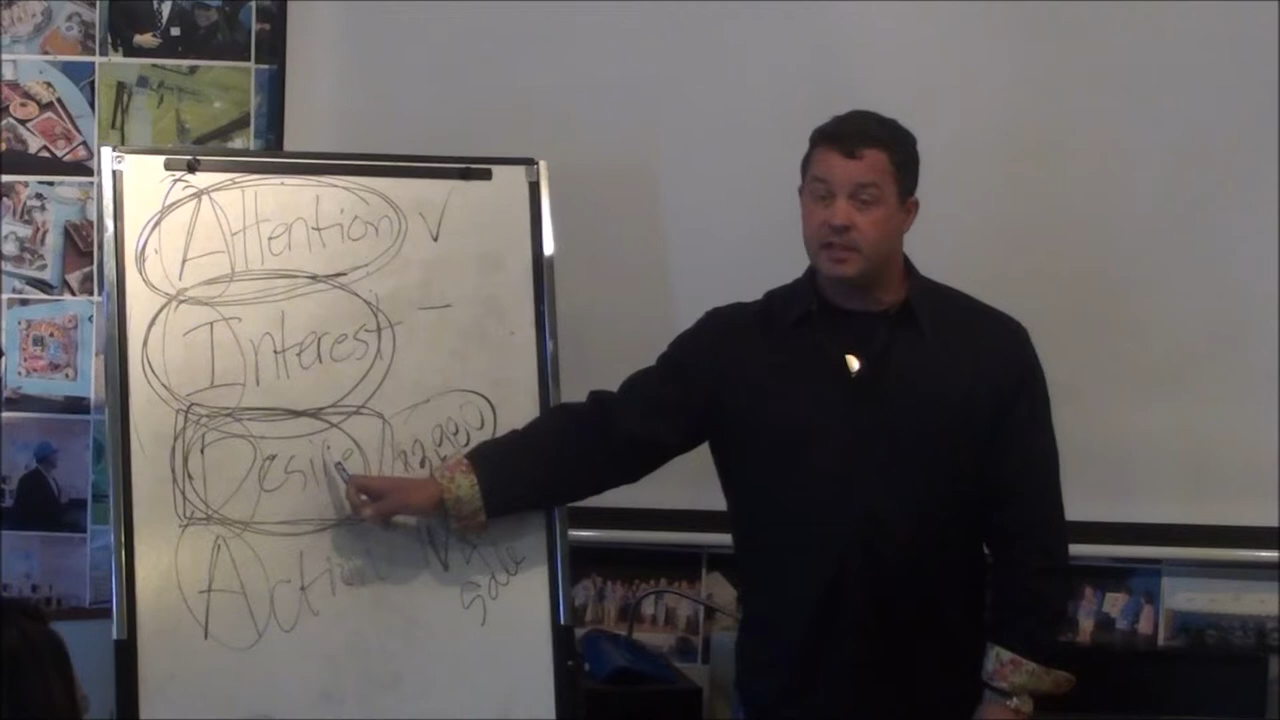 Attention ✓
Interest —
Desire
Action
Sale